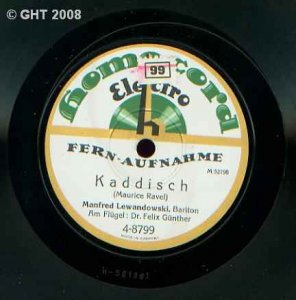 © GHT 2008
Homocord
99
Electro
h
FERN-AUFNAHME
M 52798
Kaddisch
(Maurice Ravel)
Manfred Lewandowski, Bariton
Am Flügel: Dr. Felix Günther
4-8799